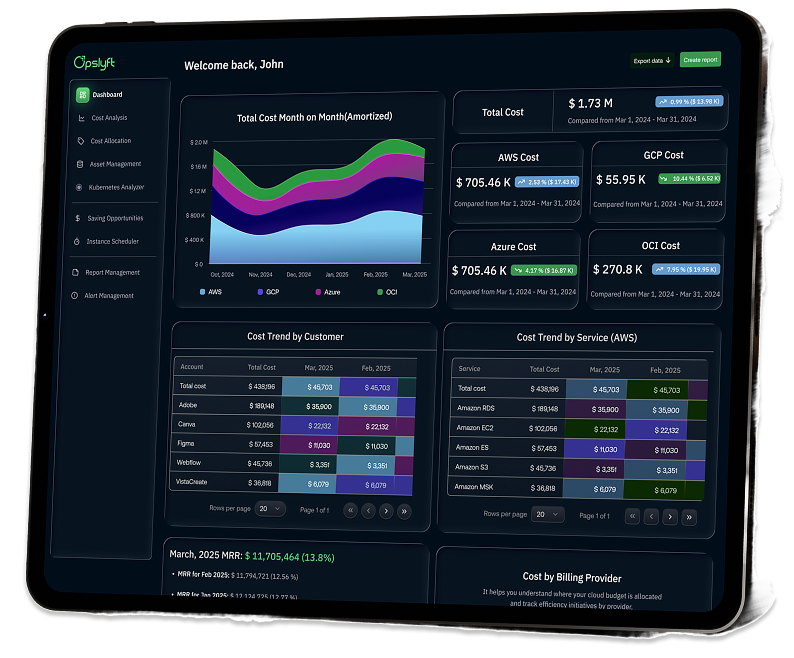 Opslyft
Welcome back, John
Export data
Create report
Dashboard
Cost Analysis
Cost Allocation
Asset Management
Kubernetes Analyzer
Saving Opportunities
Instance Scheduler
Report Management
Alert Management
Total Cost Month on Month(Amortized)
$ 2.0 M
$ 16 M
$ 12 M
$ 800 K
$ 400 K
$ 0
Oct, 2024 Nov, 2024 Dec, 2024 Jan, 2025 Feb, 2025 Mar, 2025
AWS GCP Azure OCI
Total Cost
$ 1.73 M
0.99 % ($ 13.98 K)
Compared from Mar 1, 2024 - Mar 31, 2024
AWS Cost
$ 705.46 K 2.53 % ($ 17.43 K)
Compared from Mar 1, 2024 - Mar 31, 2024
GCP Cost
$ 55.95 K 10.44 % ($ 6.52 K)
Compared from Mar 1, 2024 - Mar 31, 2024
Azure Cost
$ 705.46 K 4.17 % ($ 16.87 K)
Compared from Mar 1, 2024 - Mar 31, 2024
OCI Cost
$ 270.8 K 7.95 % ($ 19.95 K)
Compared from Mar 1, 2024 - Mar 31, 2024
Cost Trend by Customer
Account Total Cost Mar, 2025 Feb, 2025
Total cost $ 438,196 $ 45,703 $ 45,703
Adobe $ 189,148 $ 35,900 $ 35,900
Canva $ 102,056 $ 22,132 $ 22,132
Figma $ 57,453 $ 11,030 $ 11,030
Webflow $ 45,736 $ 3,351 $ 3,351
VistaCreate $ 36,818 $ 6,079 $ 6,079
Rows per page 20 Page 1 of 1
Cost Trend by Service (AWS)
Service Total Cost Mar, 2025 Feb, 2025
Total cost $ 438,196 $ 45,703 $ 45,703
Amazon RDS $ 189,148 $ 35,900 $ 35,900
Amazon EC2 $ 102,056 $ 22,132 $ 22,132
Amazon ES $ 57,453 $ 11,030 $ 11,030
Amazon S3 $ 45,736 $ 3,351 $ 3,351
Amazon MSK $ 36,818 $ 6,079 $ 6,079
Rows per page 20 Page 1 of 1
March, 2025 MRR: $ 11,705,464 (13.8%)
MRR for Feb 2025: $ 11,794,721 (12.56 %)
MRR for Jan 2025: $ 12,124,225 (17.77 %)
Cost by Billing Provider
It helps you understand where your cloud budget is allocated
and track efficiency initiatives by provider.